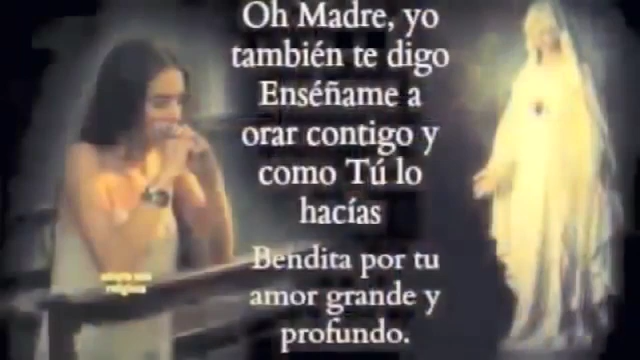 Oh Madre, yo
también te digo
Enséñame a
orar contigo y
como Tú lo
hacías
Bendita por tu
amor grande y
profundo.